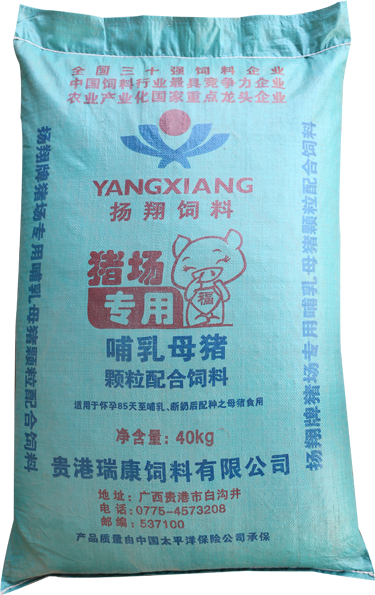 全国三十强饲料企业
中国饲料行业最具竞争力企业
农业产业化国家重点龙头企业
YANGXIANG
扬翔饲料
猪场
专用
福
哺乳母猪
颗粒配合饲料
适用于怀孕85天至哺乳、断奶后配种之母猪食用
净含量：40kg
贵港瑞康饲料有限公司
地址：广西贵港市白沟井
电话：0775-4573208
邮编：537100
产品质量由中国太平洋保险公司承保
扬翔牌猪场专用哺乳母猪颗粒配合饲料
扬翔牌猪场专用哺乳母猪颗粒配合饲料